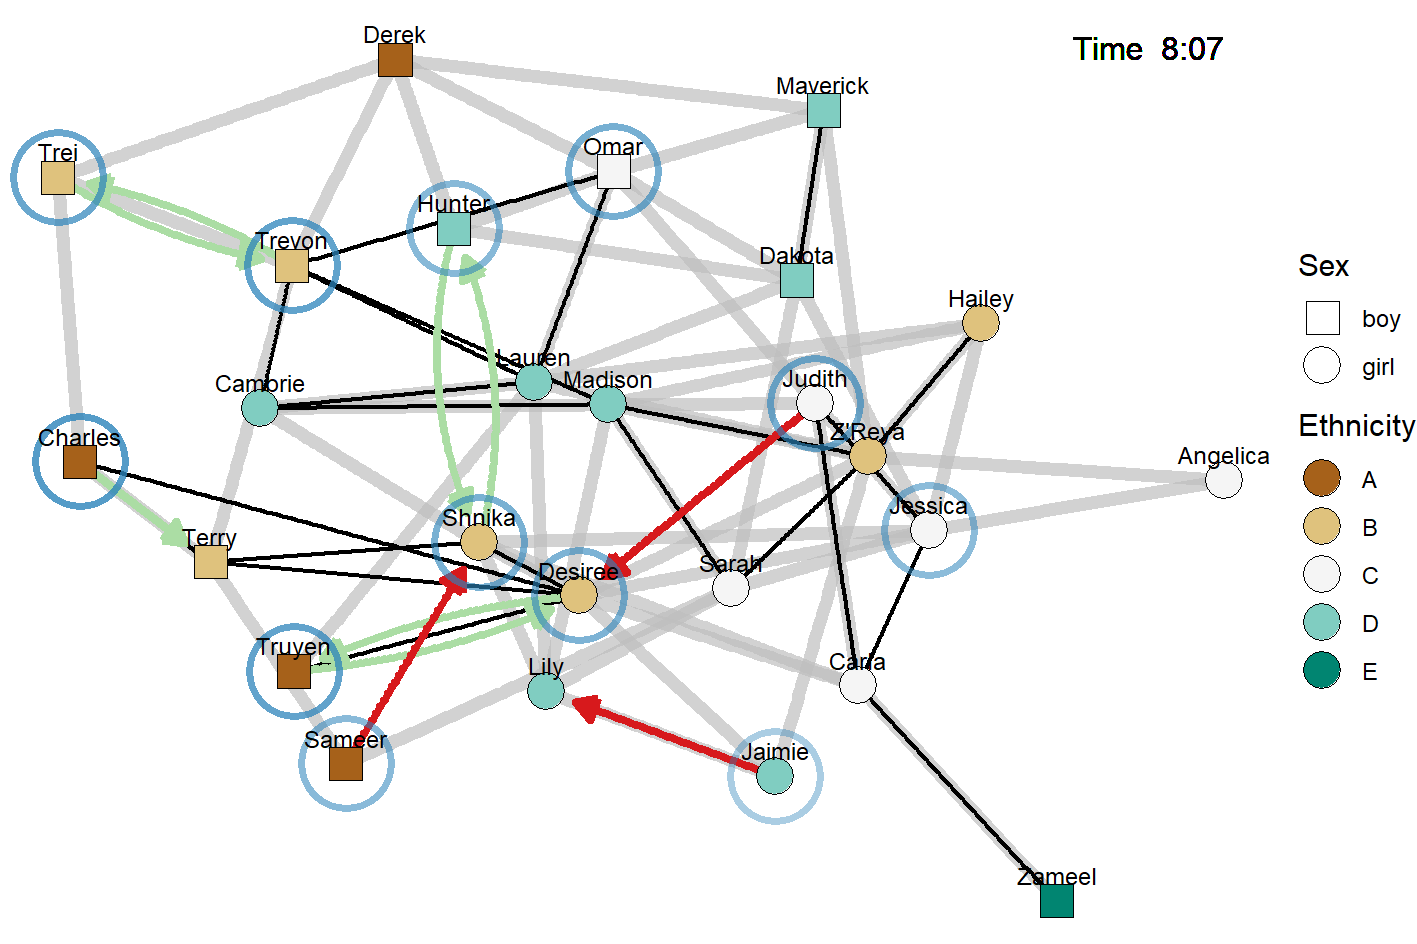 Derek
Time 8:07
Maverick
Trei
Omar
Hunter
Trevon
Dakota
Sex
Hailey
boy
Lauren
girl
Cambrie
Madison
Judith
Ethnicity
Charles
Z'Reya
Angelica
A
Jessica
Shnika
B
Terry
Desiree
Sarah
C
D
Truyen
Lily
Carla
E
Sameer
Jaimie
Zameel